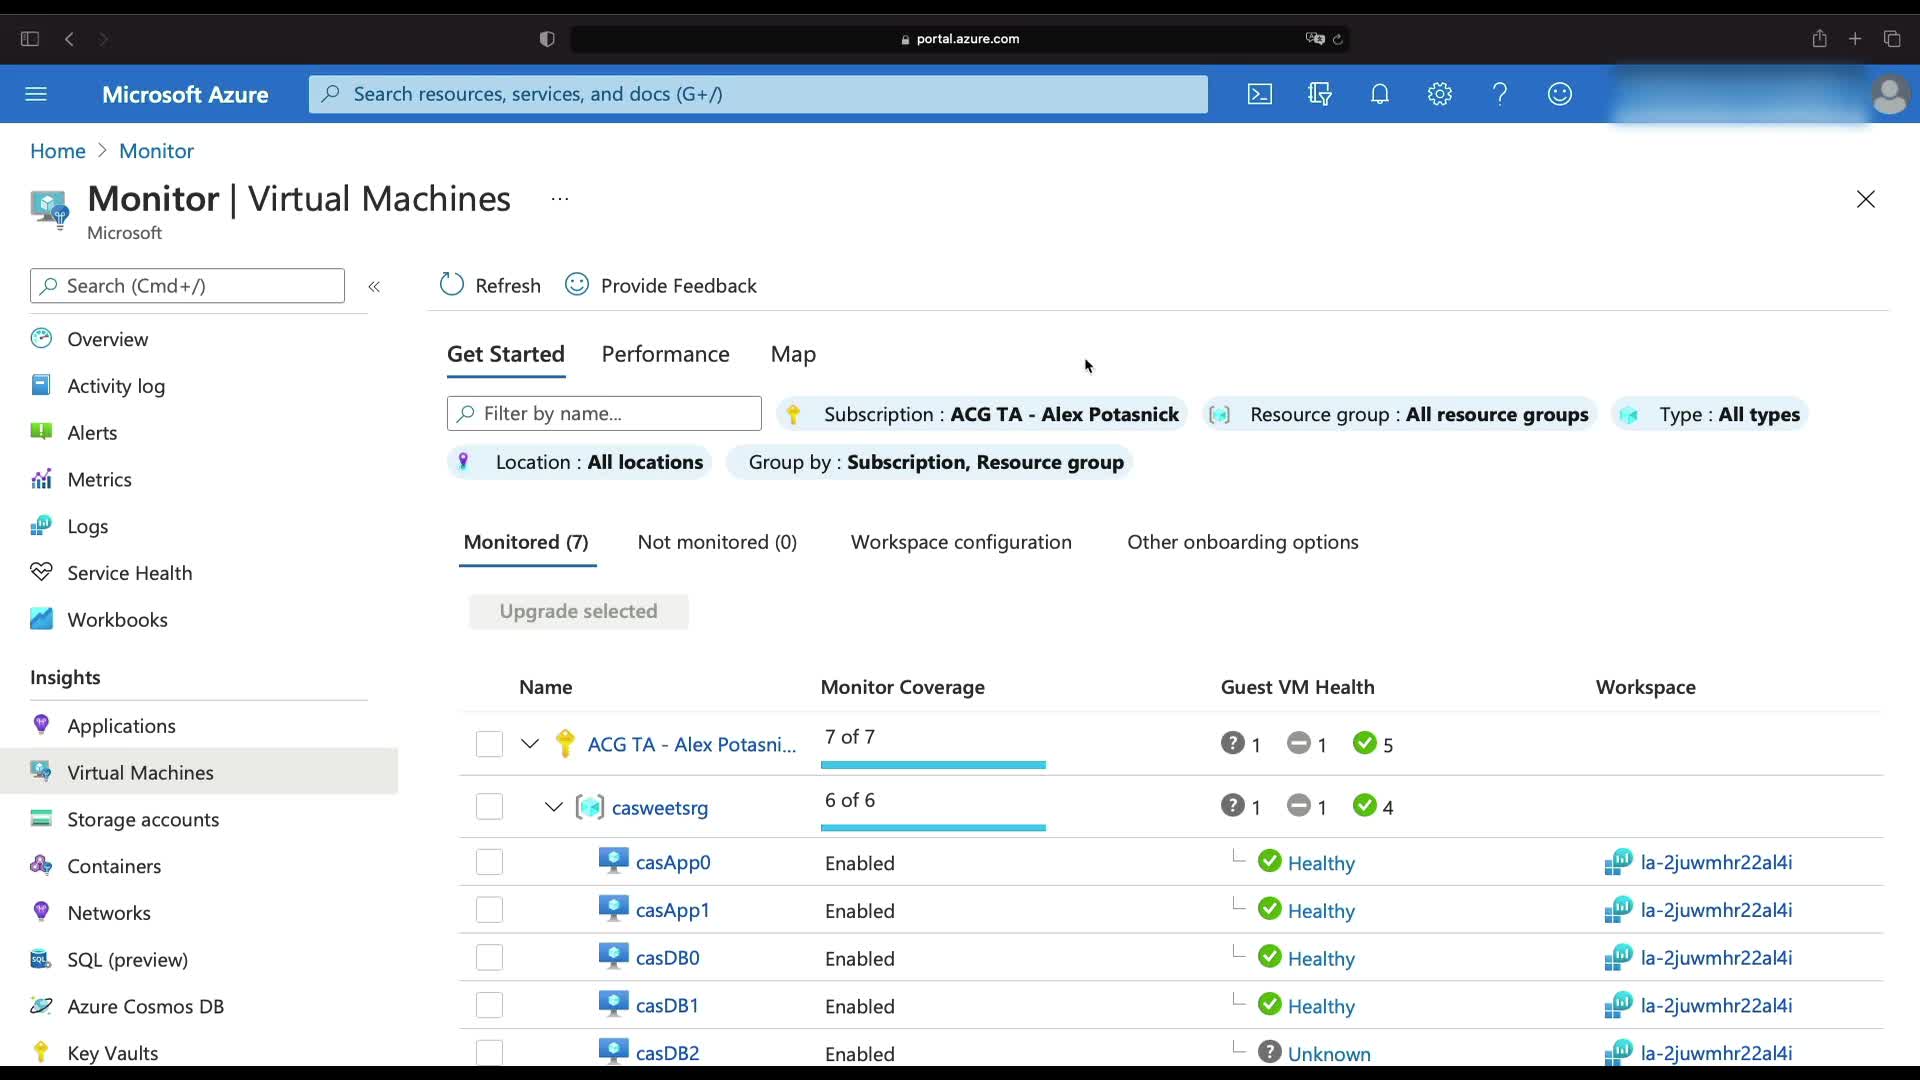 portal.azure.com
Microsoft Azure
Search resources, services, and docs (G+/)
Home > Monitor
Monitor | Virtual Machines ...
Microsoft
Search (Cmd+/)
«
Overview
Activity log
Alerts
Metrics
Logs
Service Health
Workbooks
Insights
Applications
Virtual Machines
Storage accounts
Containers
Networks
SQL (preview)
Azure Cosmos DB
Key Vaults
Refresh Provide Feedback
Get Started Performance Map
Filter by name... Subscription : ACG TA - Alex Potasnick Resource group : All resource groups Type : All types
Location : All locations Group by : Subscription, Resource group
Monitored (7) Not monitored (0) Workspace configuration Other onboarding options
Upgrade selected
Name Monitor Coverage Guest VM Health Workspace
ACG TA - Alex Potasni... 7 of 7 1 1 5
casweetsrg 6 of 6 1 1 4
casApp0 Enabled Healthy la-2juwmhr22al4i
casApp1 Enabled Healthy la-2juwmhr22al4i
casDB0 Enabled Healthy la-2juwmhr22al4i
casDB1 Enabled Healthy la-2juwmhr22al4i
casDB2 Enabled Unknown la-2juwmhr22al4i